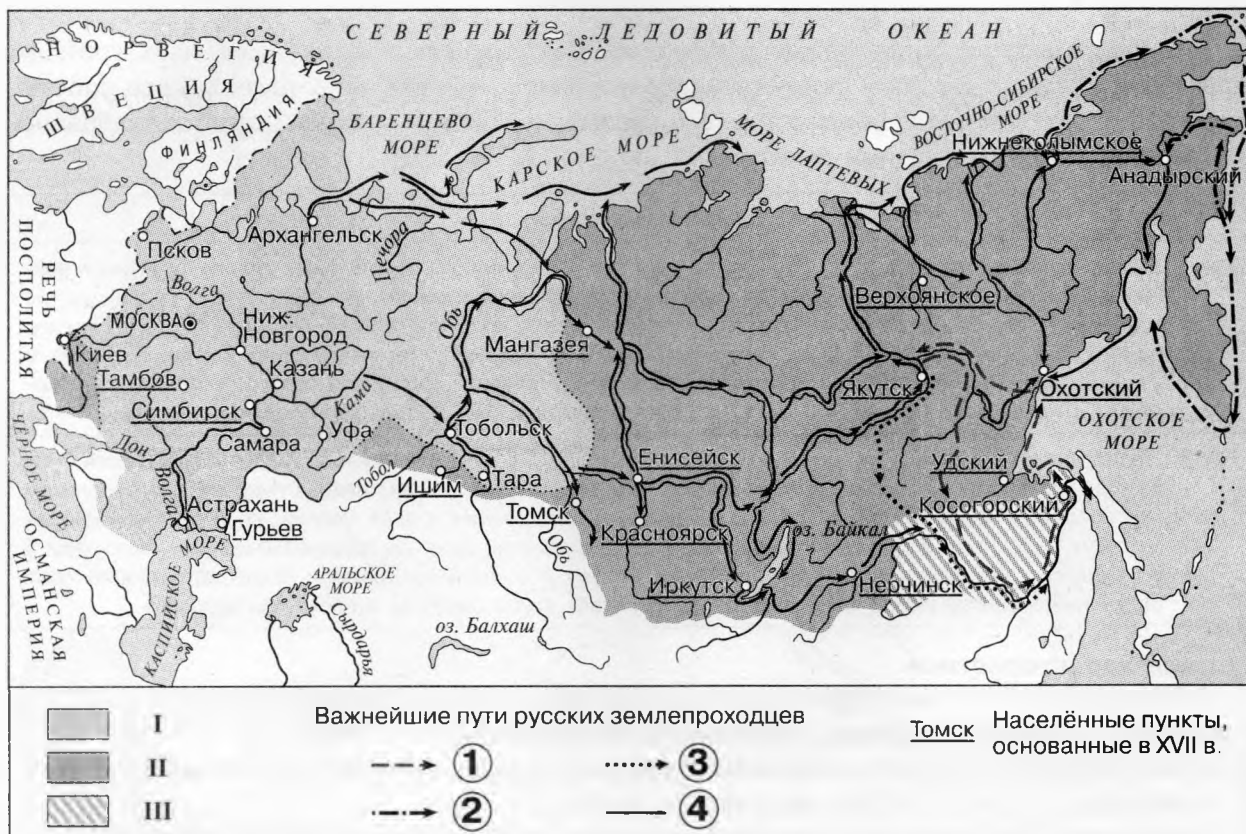 СЕВЕРНЫЙ ЛЕДОВИТЫЙ ОКЕАН
НОРВЕГИЯ
ШВЕЦИЯ
ФИНЛЯНДИЯ
БАРЕНЦЕВО
МОРЕ
КАРСКОЕ МОРЕ
МОРЕ ЛАПТЕВЫХ
ВОСТОЧНО-СИБИРСКОЕ
МОРЕ
Нижнеколымское
Анадырский
Архангельск
Печора
Псков
РЕЧЬ
ПОСПОЛИТАЯ
Волга
МОСКВА
НИЖ.
Новгород
Обь
Верхоянское
Мангазея
Киев
Тамбов
Казань
Кама
Якутск
Охотский
ОХОТСКОЕ
МОРЕ
Симбирск
Самара
Уфа
Тобольск
Дон
Волга
Тобол
Ишим
Тара
Енисейск
Удский
Косогорский
ЧЕРНОЕ МОРЕ
Астрахань
Гурьев
Томск
Красноярск
оз. Байкал
Обь
Иркутск
Нерчинск
ОСМАНСКАЯ
ИМПЕРИЯ
КАСПИЙСКОЕ
МОРЕ
АРАЛЬСКОЕ
МОРЕ
Сырдарья
оз. Балхаш
I
II
III
Важнейшие пути русских землепроходцев
1
2
3
4
Томск
Населённые пункты,
основанные в XVII в.